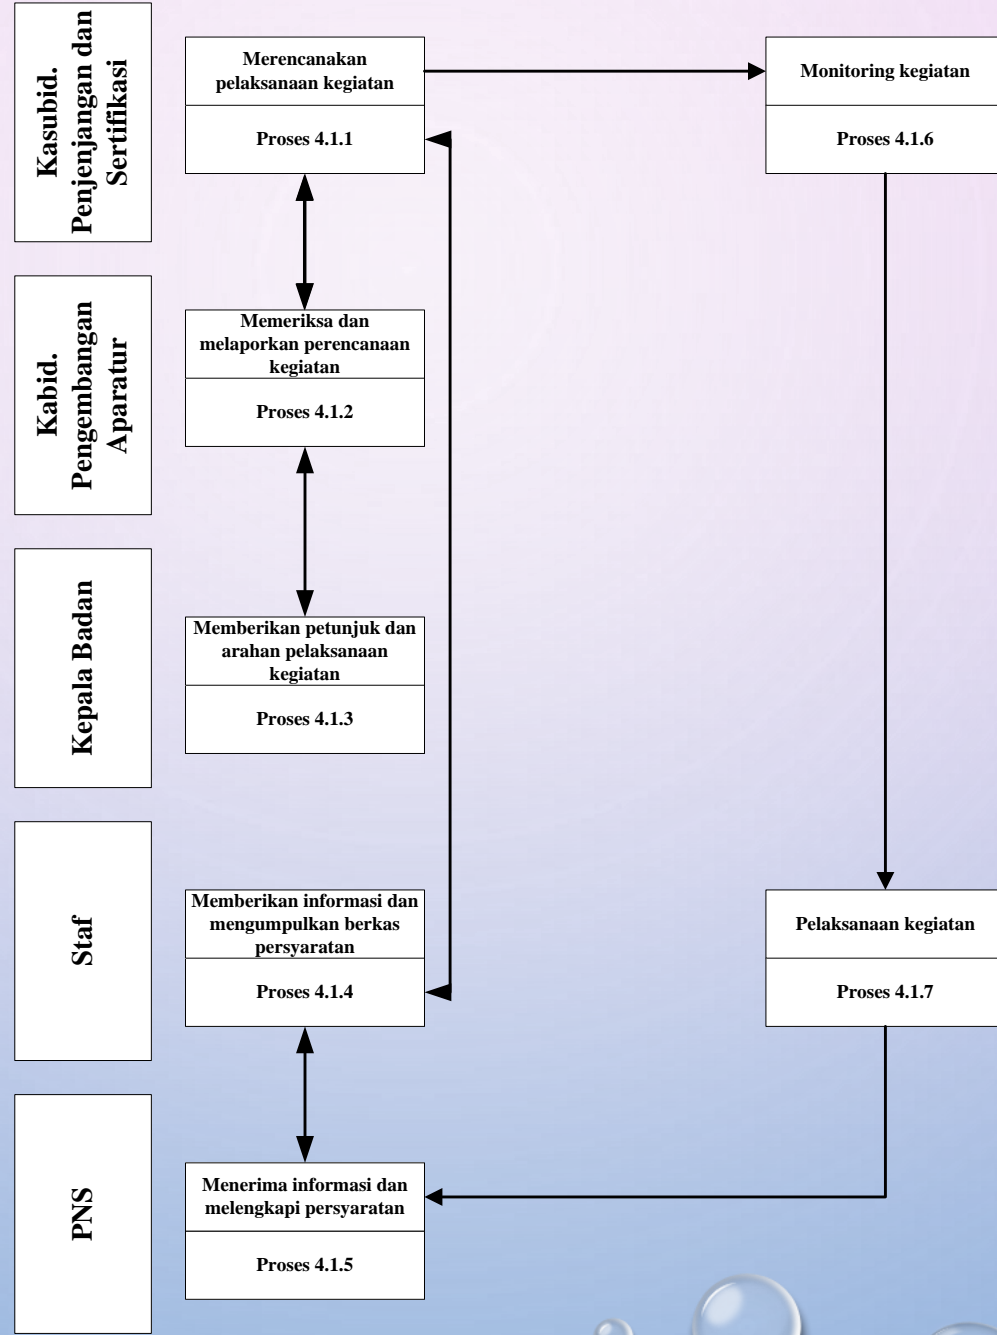 Kasubid.
Penjenjangan dan
Sertifikasi
Merencanakan
pelaksanaan kegiatan
Proses 4.1.1
Monitoring kegiatan
Proses 4.1.6
Kabid.
Pengembangan
Aparatur
Memeriksa dan
melaporkan perencanaan
kegiatan
Proses 4.1.2
Kepala Badan
Memberikan petunjuk dan
arahan pelaksanaan
kegiatan
Proses 4.1.3
Staf
Memberikan informasi dan
mengumpulkan berkas
persyaratan
Proses 4.1.4
Pelaksanaan kegiatan
Proses 4.1.7
PNS
Menerima informasi dan
melengkapi persyaratan
Proses 4.1.5